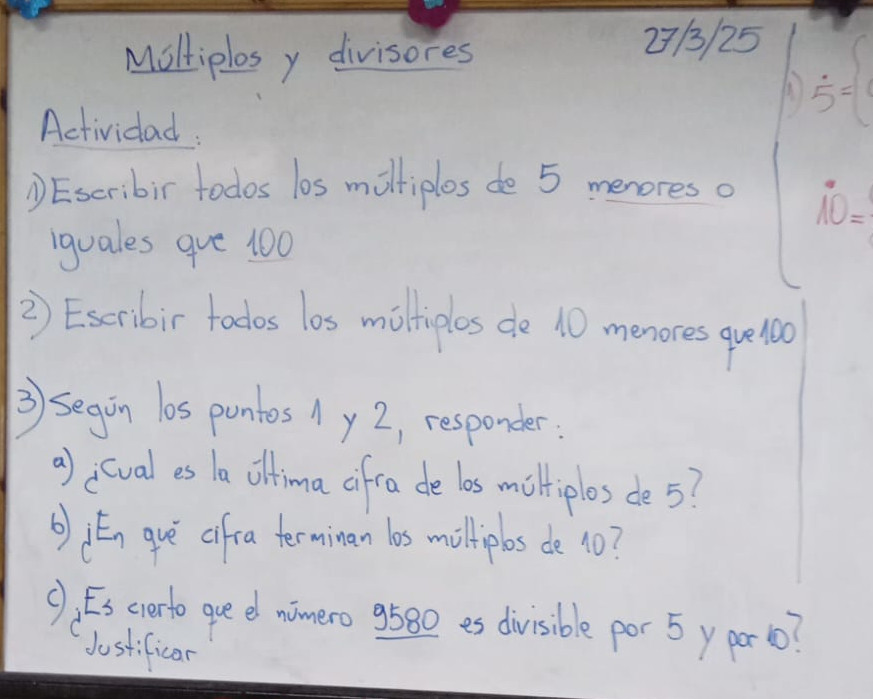 Múltiplos y divisores
27/3/25
Actividad:
1) Escribir todos los múltiplos de 5 menores o
iguales que 100
2) Escribir todos los múltiplos de 10 menores que 100
3) Según los puntos 1 y 2, responder:
a) ¿Cual es la última cifra de los múltiplos de 5?
b) ¿En qué cifra terminan los múltiplos de 10?
c) ¿Es cierto que el número 9580 es divisible por 5 y por 10?
Justificar
1) 5̇ = {
1̇0 =